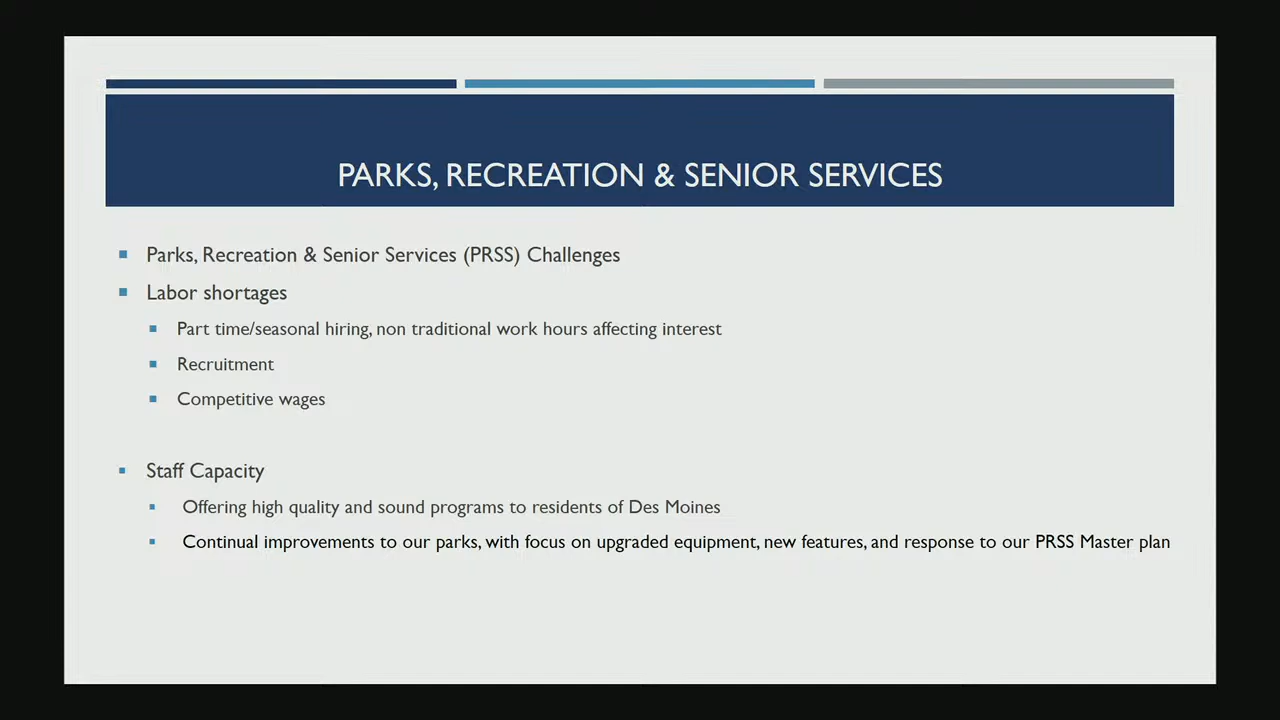 PARKS, RECREATION & SENIOR SERVICES
Parks, Recreation & Senior Services (PRSS) Challenges
Labor shortages
Part time/seasonal hiring, non traditional work hours affecting interest
Recruitment
Competitive wages
Staff Capacity
Offering high quality and sound programs to residents of Des Moines
Continual improvements to our parks, with focus on upgraded equipment, new features, and response to our PRSS Master plan